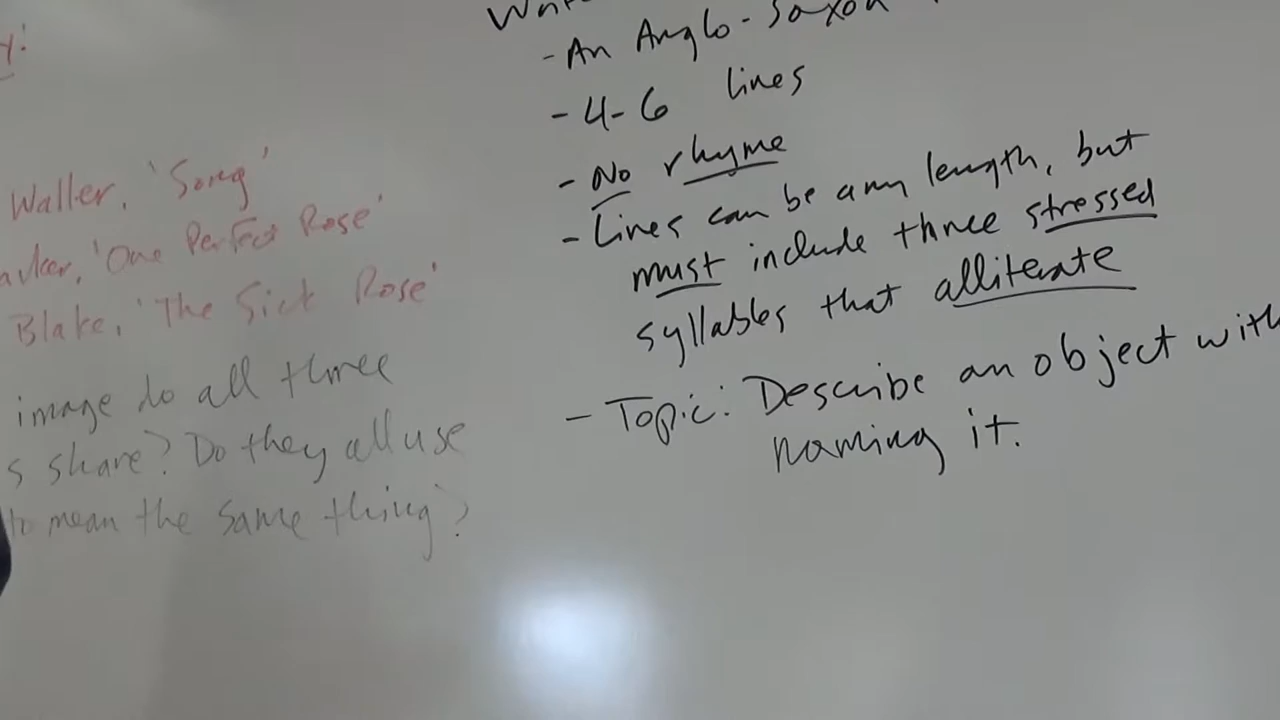 y:
Waller, 'Song'
arker, 'One Perfect Rose'
Blake, 'The Sick Rose'
image do all three
s share? Do they all use
to mean the same thing?
- An Anglo-Saxon
- 4-6 lines
- No rhyme
- Lines can be any length, but
must include three stressed
syllables that alliterate
- Topic: Describe an object with
naming it.